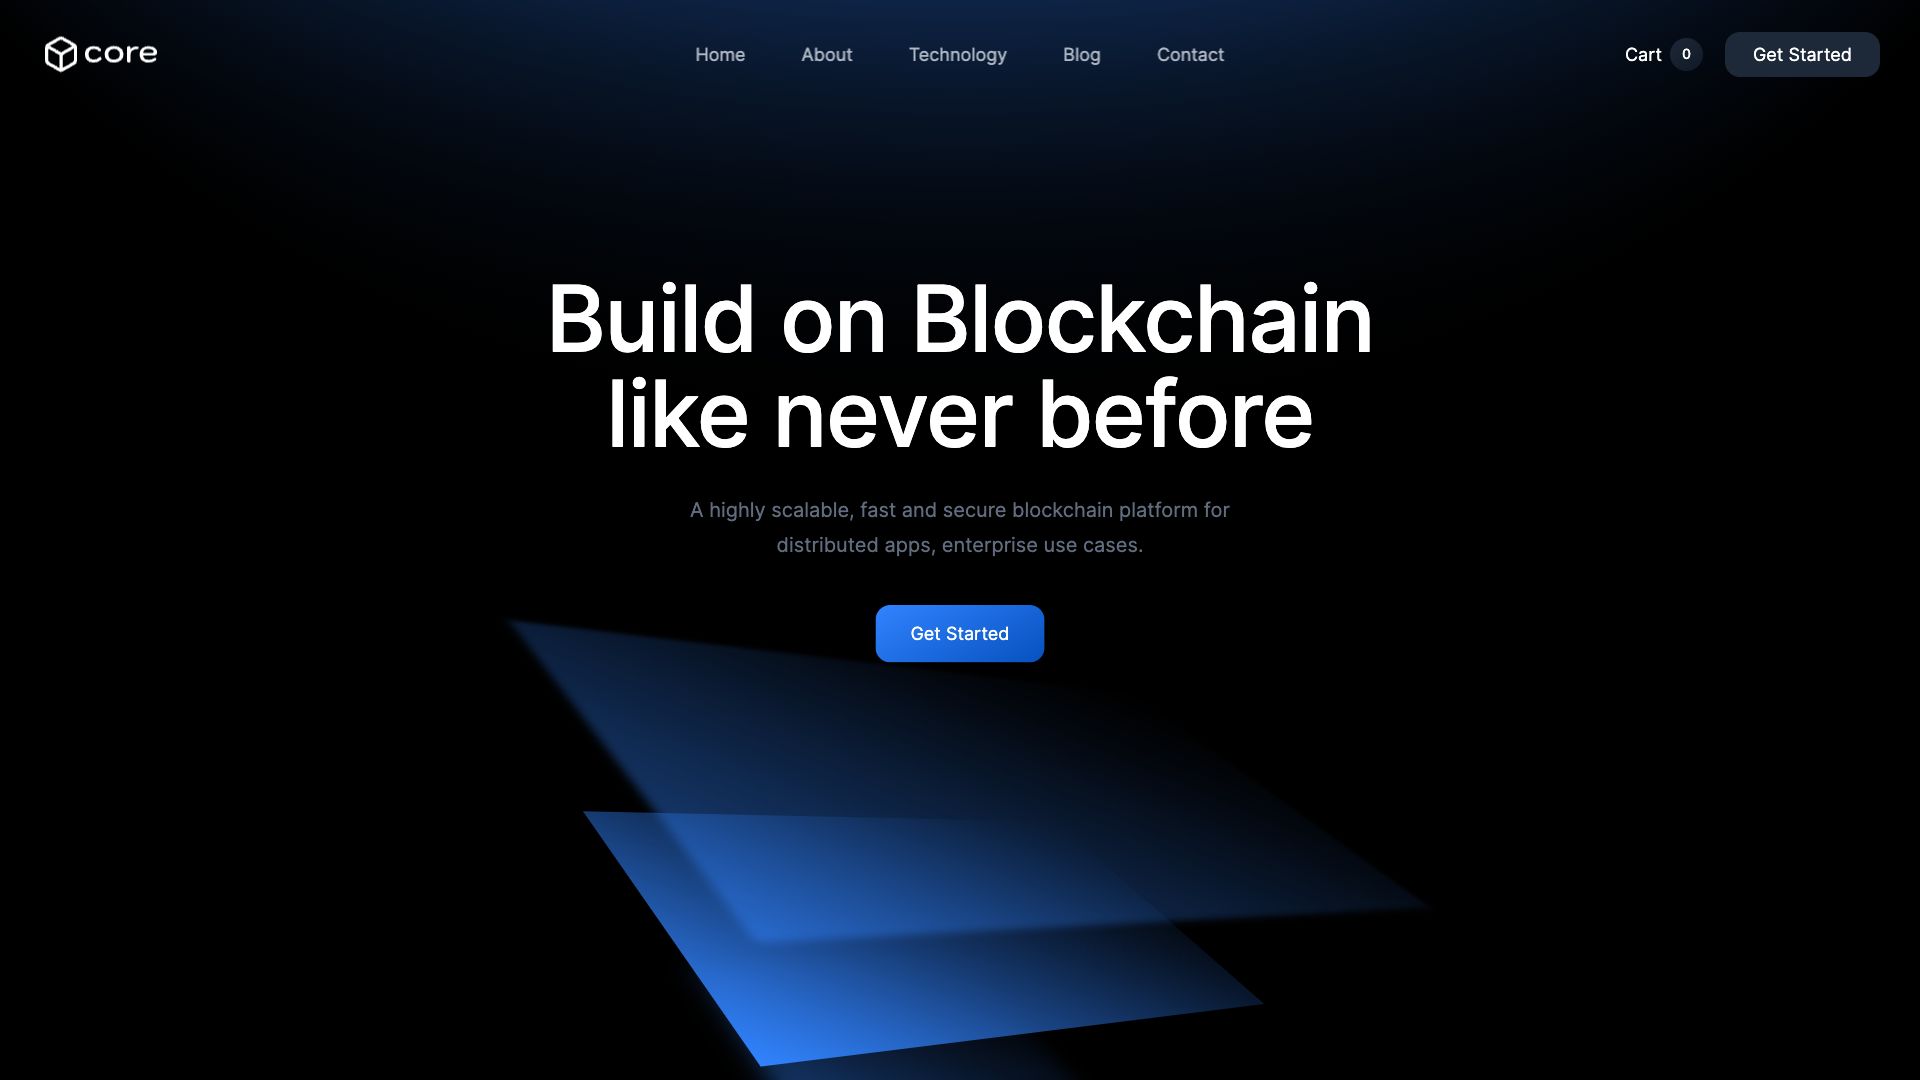 core
Home
About
Technology
Blog
Contact
Cart 0
Get Started
Build on Blockchain
like never before
A highly scalable, fast and secure blockchain platform for
distributed apps, enterprise use cases.
Get Started